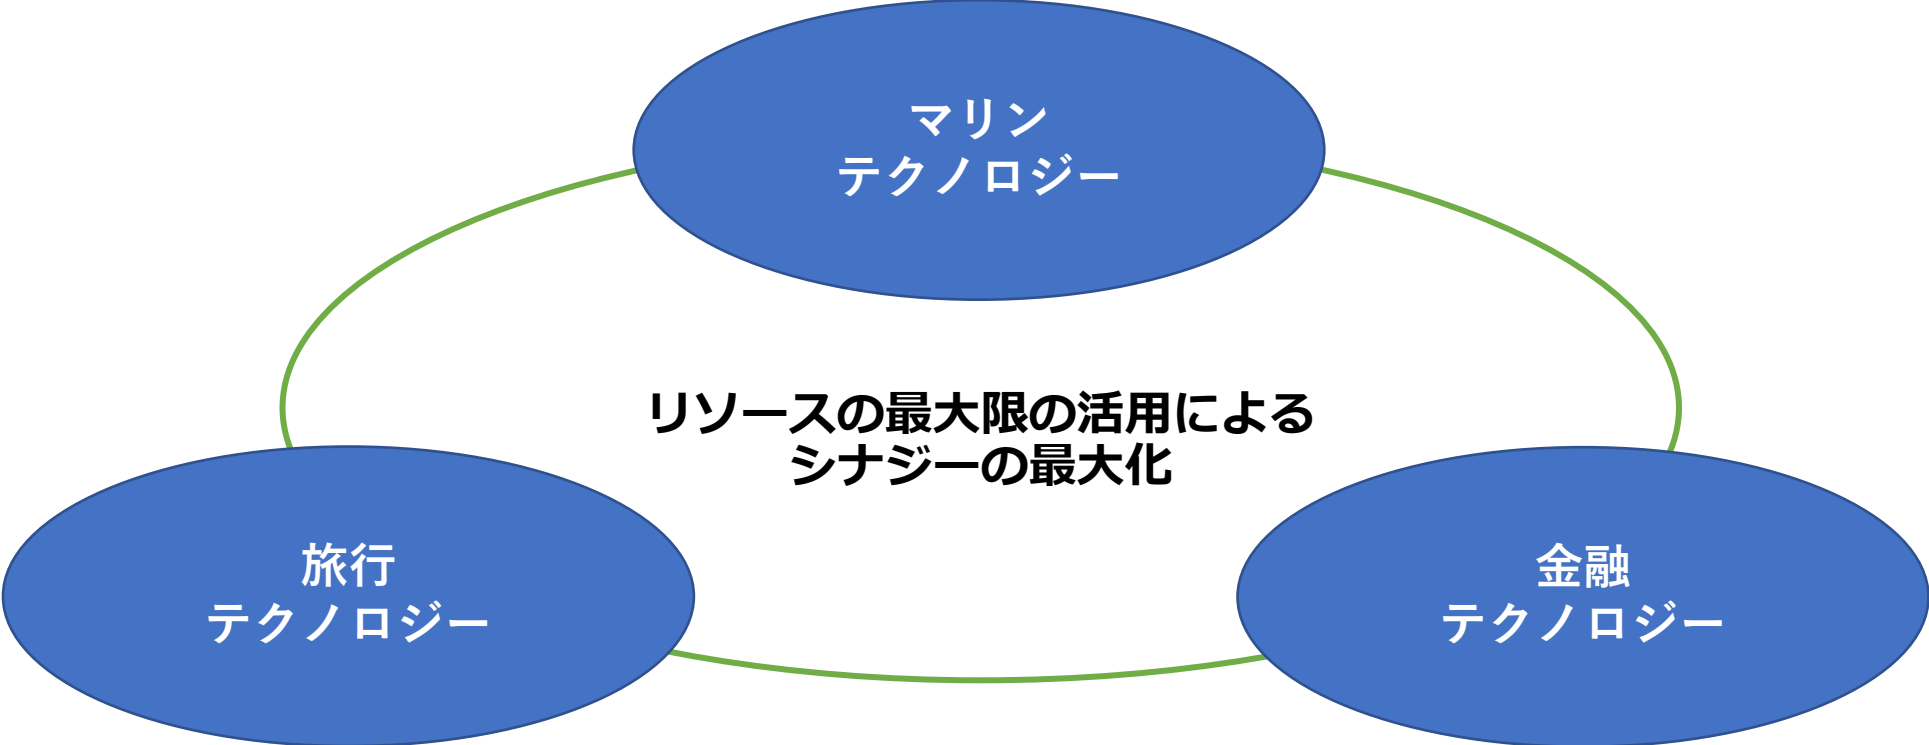 マリン
テクノロジー
リソースの最大限の活用による
シナジーの最大化
旅行
テクノロジー
金融
テクノロジー